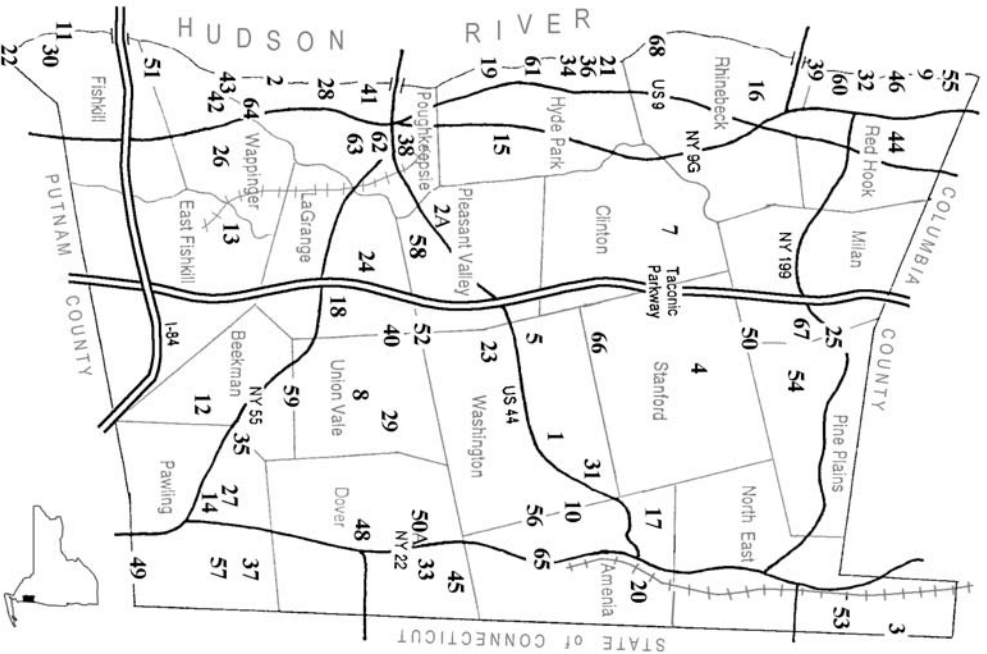 HUDSON RIVER
COLUMBIA COUNTY
PUTNAM COUNTY
STATE of CONNECTICUT
11
30
22
Fishkill
51
43
42
64
Wappinger
2
28
41
26
13
East Fishkill
63
62
38
Poughkeepsie
LaGrange
24
19
61
34
36
21
15
Hyde Park
2A
58
Pleasant Valley
68
US 9
Rhinebeck
16
NY 9G
Clinton
7
39
60
32
46
9
55
44
Red Hook
NY 199
Milan
Taconic
Parkway
I-84
18
40
52
23
5
66
50
67
25
Beekman
12
NY 55
59
Union Vale
8
29
Washington
US 44
1
31
Stanford
4
54
Pine Plains
35
Pawling
27
14
49
57
37
Dover
48
50A
NY 22
33
45
56
10
65
17
Amenia
20
North East
53
3